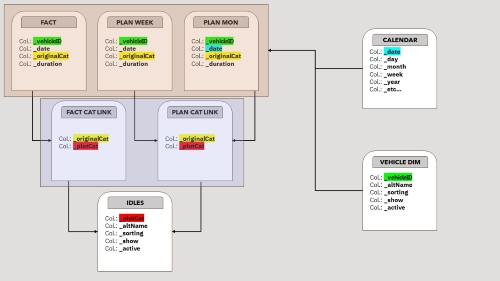 FACT
Col.: _vehicleID
Col.: _date
Col.: _originalCat
Col.: _duration
PLAN WEEK
Col.: _vehicleID
Col.: _date
Col.: _originalCat
Col.: _duration
PLAN MON
Col.: _vehicleID
Col.: _date
Col.: _originalCat
Col.: _duration
CALENDAR
Col.: _date
Col.: _day
Col.: _month
Col.: _week
Col.: _year
Col.: _etc...
FACT CAT LINK
Col.: _originalCat
Col.: _plotCat
PLAN CAT LINK
Col.: _originalCat
Col.: _plotCat
VEHICLE DIM
Col.: _vehicleID
Col.: _altName
Col.: _sorting
Col.: _show
Col.: _active
IDLES
Col.: _plotCat
Col.: _altName
Col.: _sorting
Col.: _show
Col.: _active